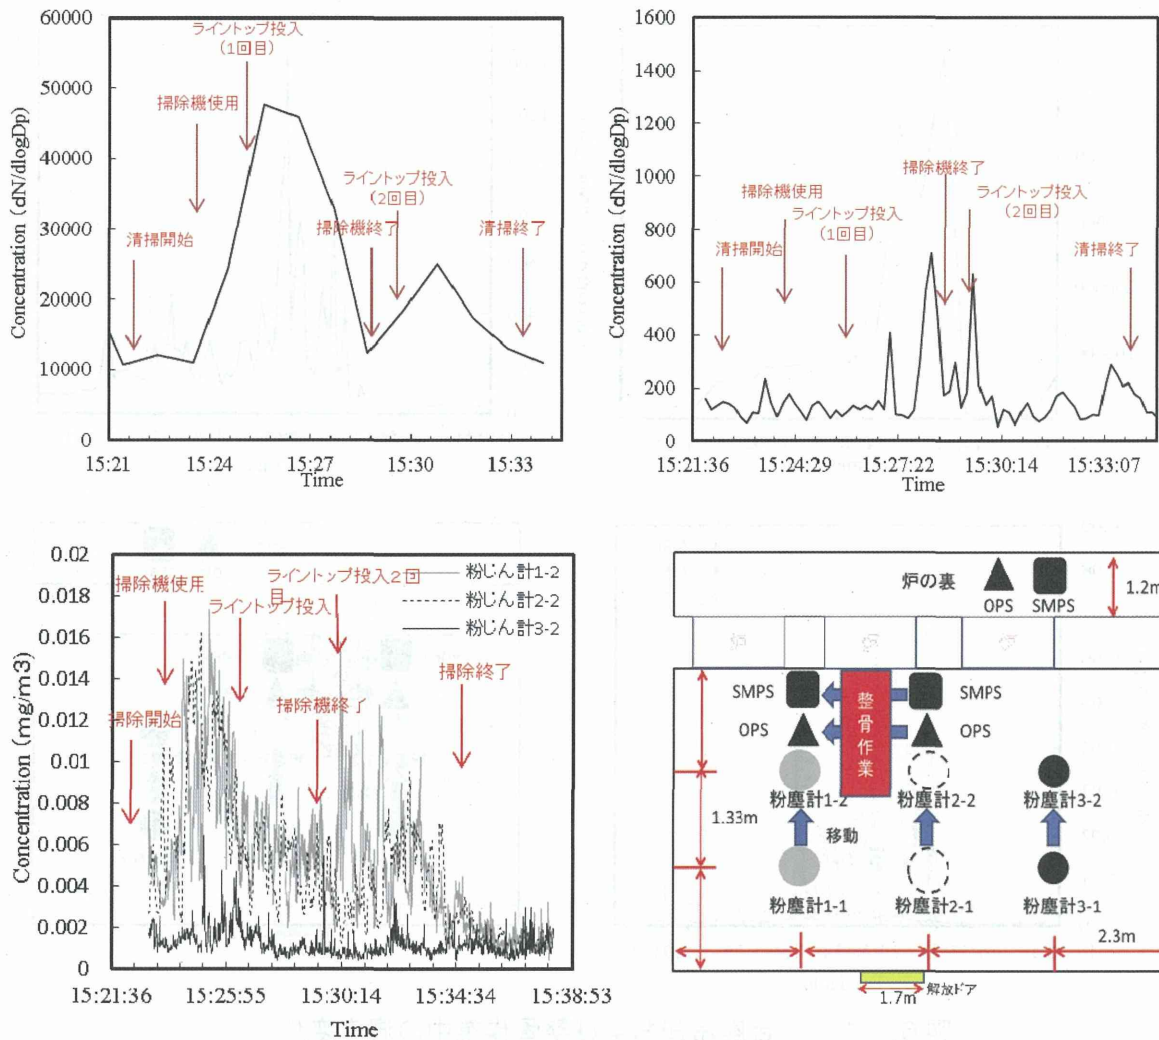 60000
50000
40000
30000
20000
10000
0
Concentration (dN/dlogDp)
ライントップ投入
(1回目)
掃除機使用
清掃開始
ライントップ投入
(2回目)
掃除機終了
清掃終了
15:21
15:24
15:27
15:30
15:33
Time
1600
1400
1200
1000
800
600
400
200
0
Concentration (dN/dlogDp)
掃除機終了
掃除機使用
ライントップ投入
(1回目)
ライントップ投入
(2回目)
清掃開始
清掃終了
15:21:36
15:24:29
15:27:22
15:30:14
15:33:07
Time
0.02
0.018
0.016
0.014
0.012
0.01
0.008
0.006
0.004
0.002
0
Concentration (mg/m3)
掃除機使用
ライントップ投入2回
目
ライントップ投入
掃除開始
掃除機終了
掃除終了
粉じん計1-2
粉じん計2-2
粉じん計3-2
15:21:36
15:25:55
15:30:14
15:34:34
15:38:53
Time
炉の裏
OPS
SMPS
1.2m
SMPS
SMPS
整骨作業
OPS
OPS
粉塵計1-2
粉塵計2-2
粉塵計3-2
1.33m
移動
粉塵計1-1
粉塵計2-1
粉塵計3-1
2.3m
1.7m
解放ドア